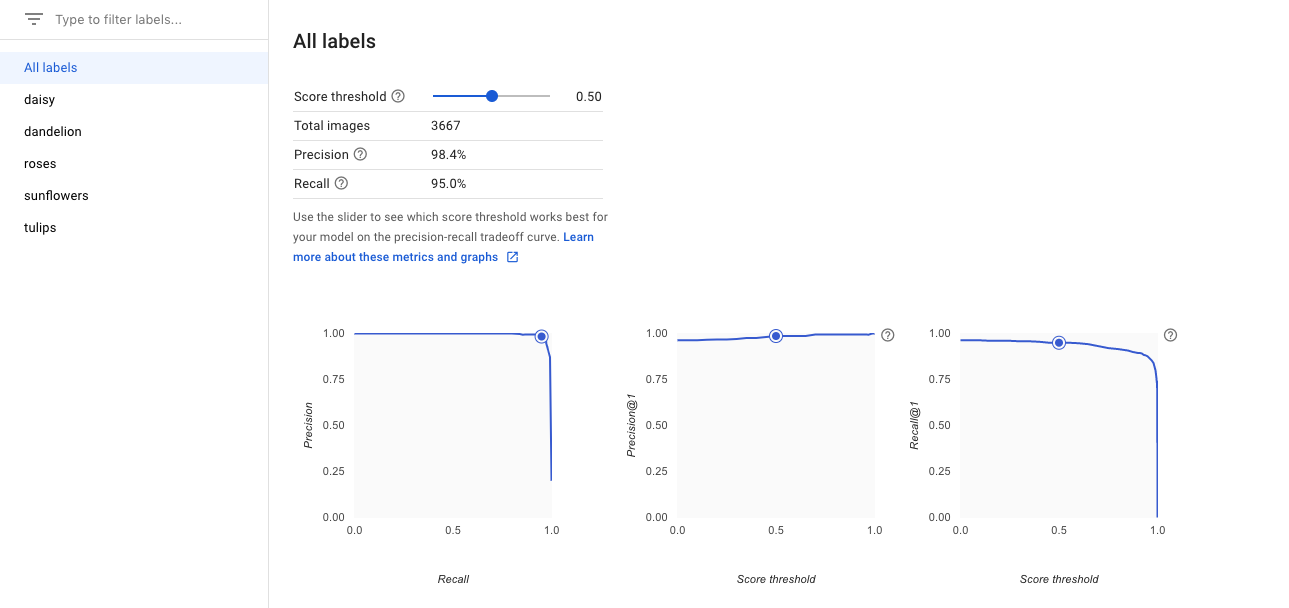 Type to filter labels...
All labels
daisy
dandelion
roses
sunflowers
tulips
All labels
Score threshold 0.50
Total images 3667
Precision 98.4%
Recall 95.0%
Use the slider to see which score threshold works best for
your model on the precision-recall tradeoff curve. Learn
more about these metrics and graphs
Precision
1.00
0.75
0.50
0.25
0.00
0.0 0.5 1.0
Recall
Precision@1
1.00
0.75
0.50
0.25
0.00
0.0 0.5 1.0
Score threshold
Recall@1
1.00
0.75
0.50
0.25
0.00
0.0 0.5 1.0
Score threshold